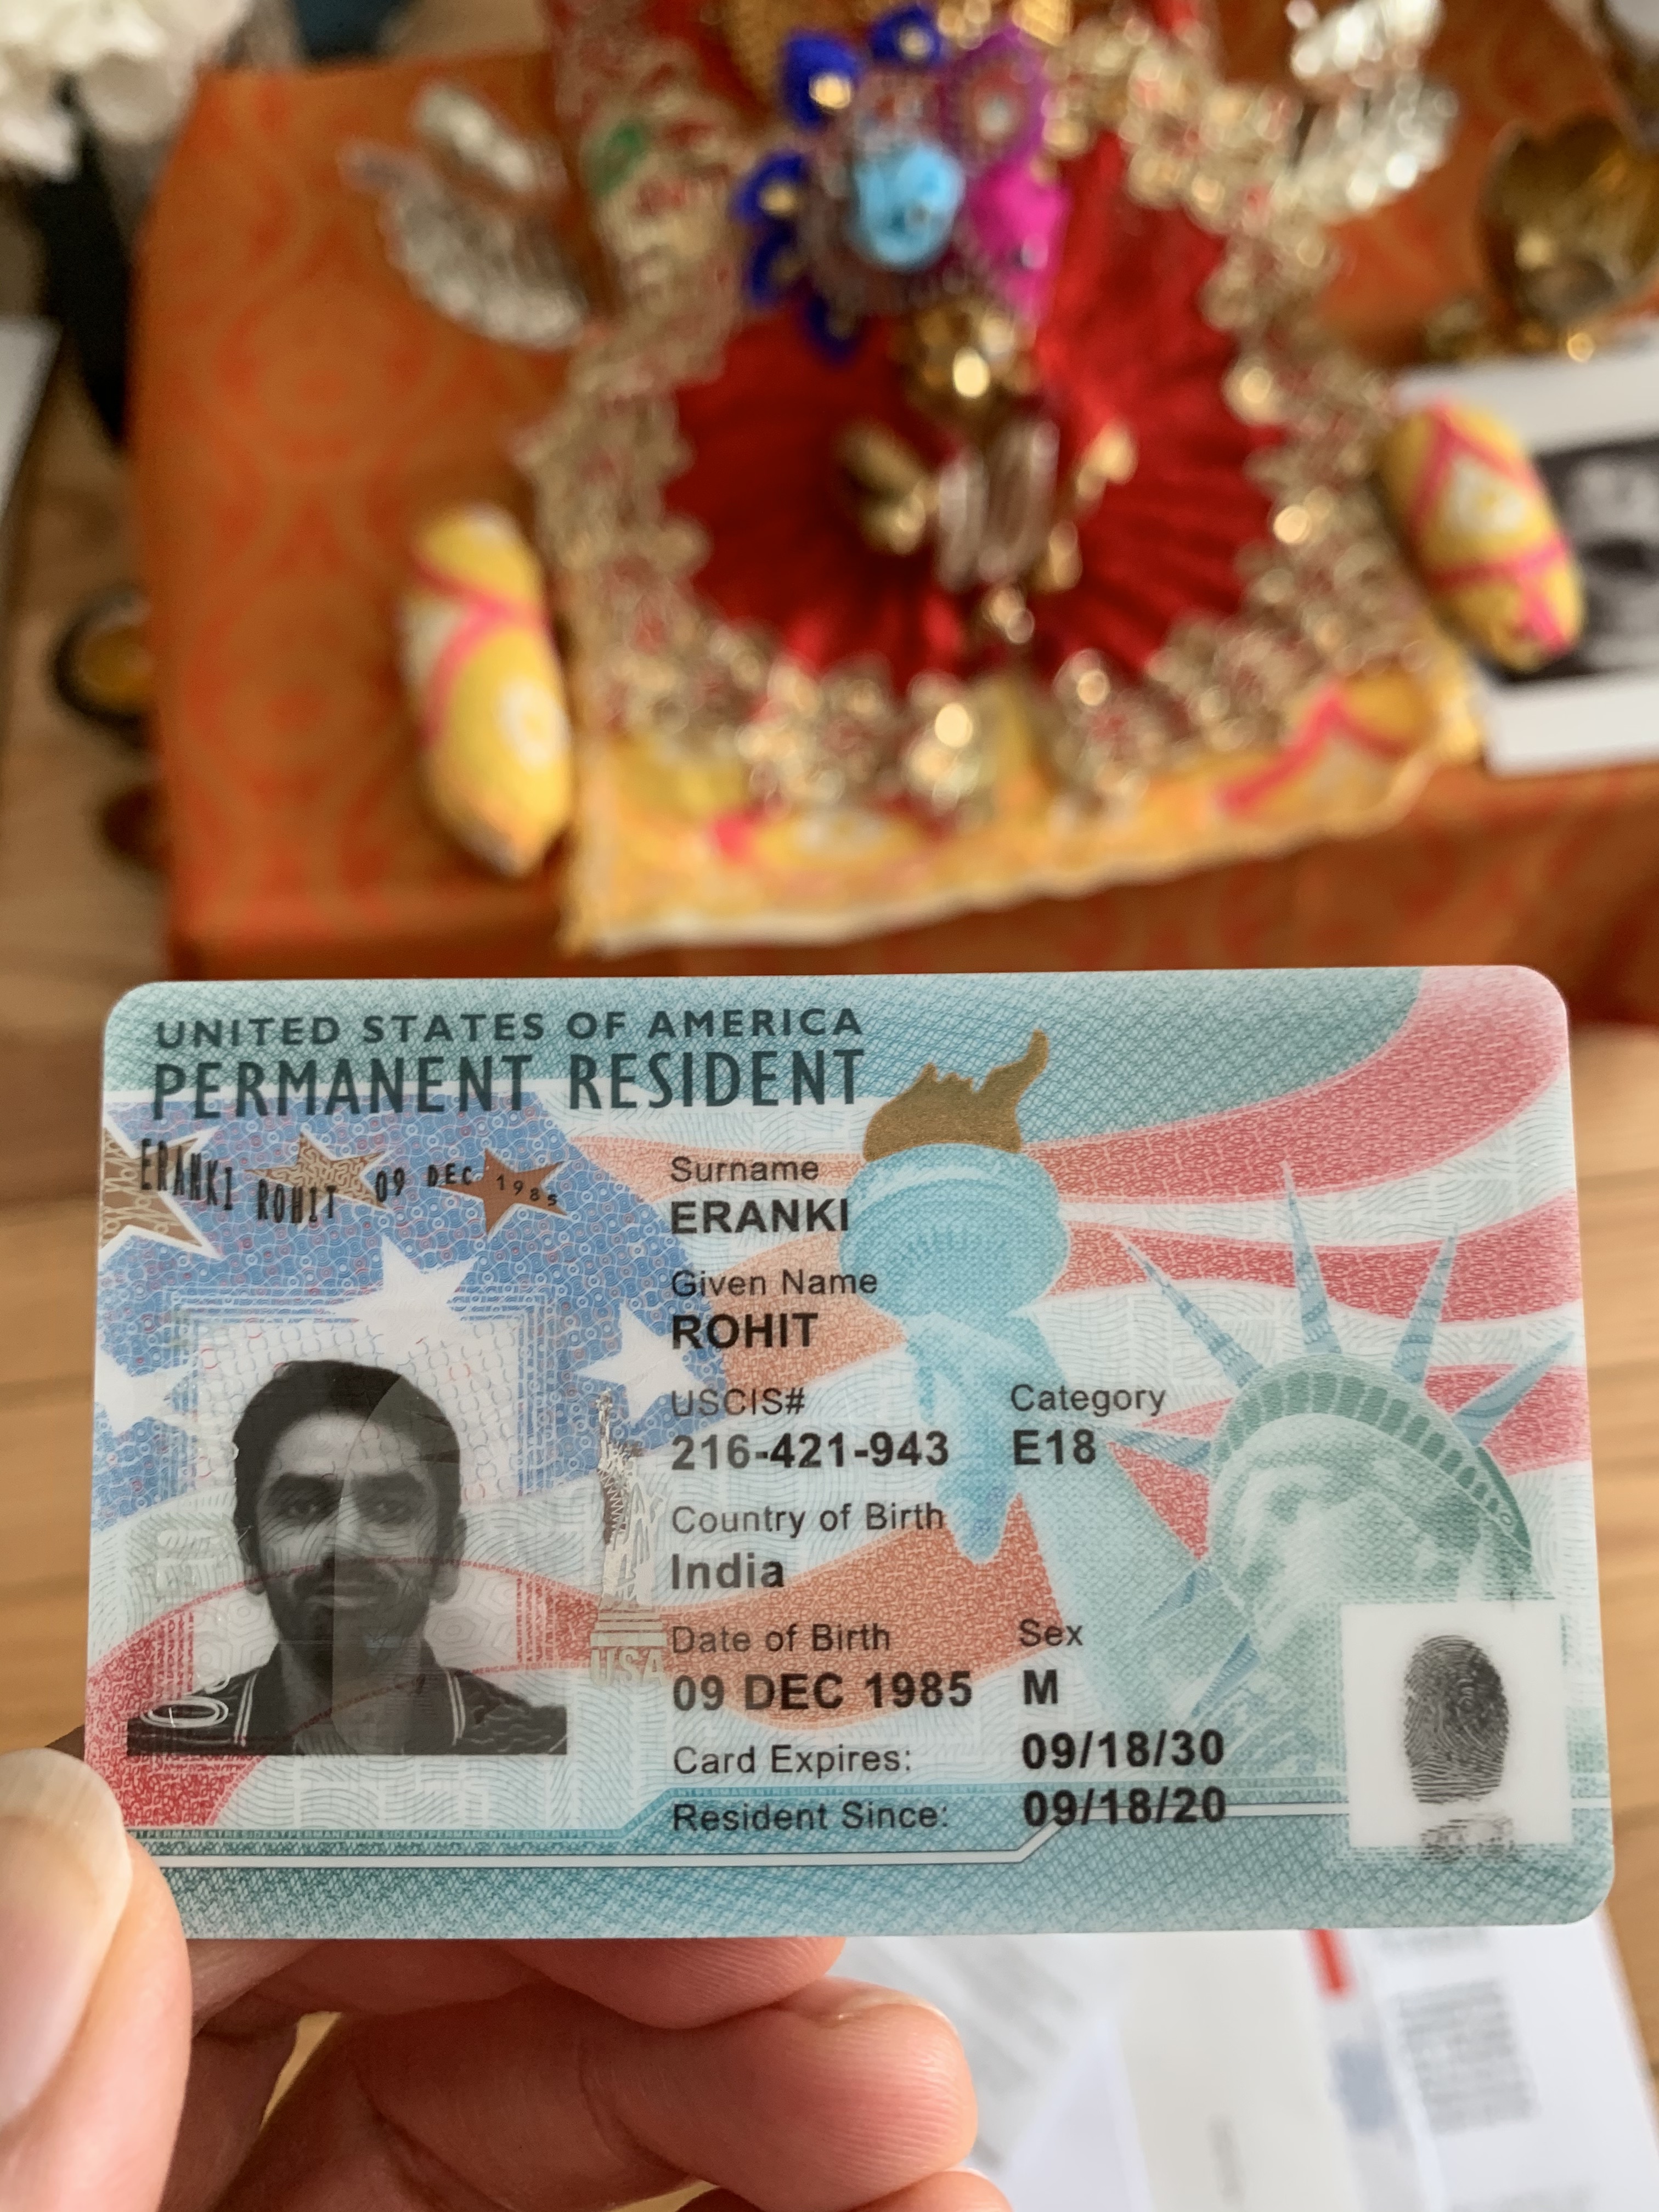 UNITED STATES OF AMERICA
PERMANENT RESIDENT
ERANKI ROHIT 09 DEC 1985
Surname
ERANKI
Given Name
ROHIT
USCIS# Category
216-421-943 E18
Country of Birth
India
USA
Date of Birth Sex
09 DEC 1985 M
Card Expires: 09/18/30
Resident Since: 09/18/20